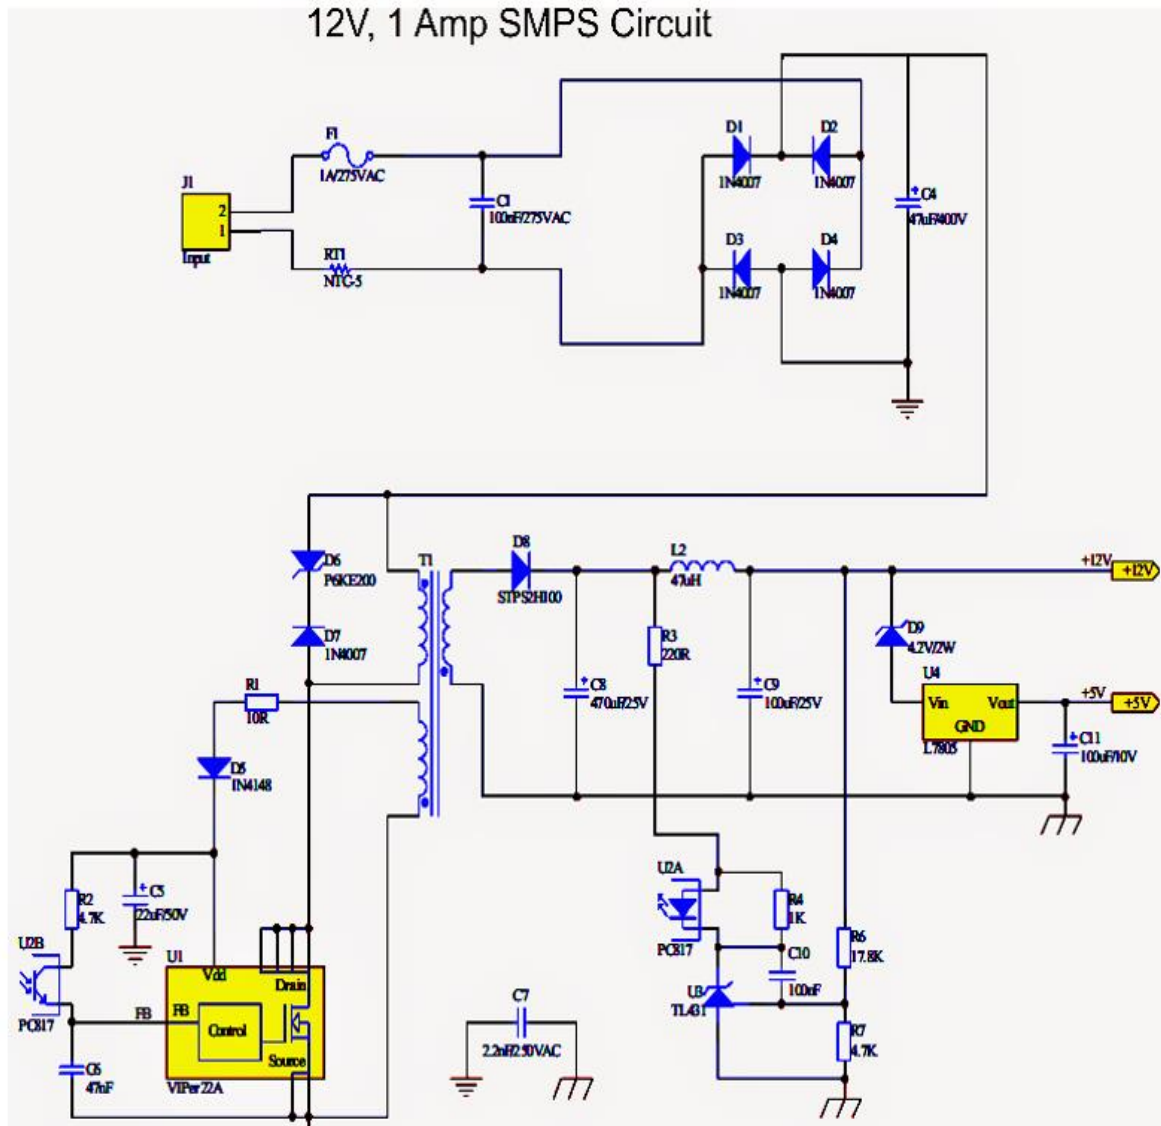 12V, 1 Amp SMPS Circuit
F1
1A/275VAC
J1
2
1
Input
C1
100nF/275VAC
RT1
NTC-5
D1
1N4007
D2
1N4007
D3
1N4007
D4
1N4007
C4
47uF/400V
D6
P6KE200
D7
1N4007
T1
D8
STPS2H100
L2
47uH
+12V
+12V
R3
220R
D9
4.2V/2W
U4
Vin
Vout
GND
L7805
+5V
+5V
C8
470uF/25V
C9
100uF/25V
C11
100uF/10V
R1
10R
D5
1N4148
R2
4.7K
C5
22uF/50V
U2B
PC817
U1
Vdd
Drain
FB
FB
Control
Source
VIPer 22A
C6
47nF
C7
2.2nF/250VAC
U2A
PC817
R4
1K
C10
100nF
U3
TL431
R6
17.8K
R7
4.7K